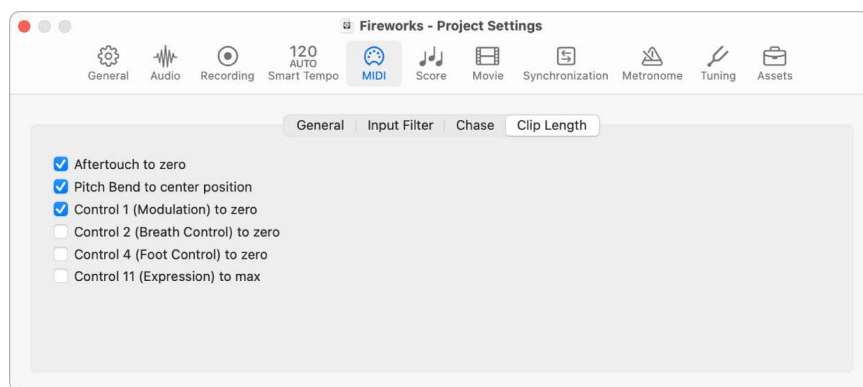 Fireworks - Project Settings
120
AUTO
General Audio Recording Smart Tempo MIDI Score Movie Synchronization Metronome Tuning Assets
General Input Filter Chase Clip Length
Aftertouch to zero
Pitch Bend to center position
Control 1 (Modulation) to zero
Control 2 (Breath Control) to zero
Control 4 (Foot Control) to zero
Control 11 (Expression) to max